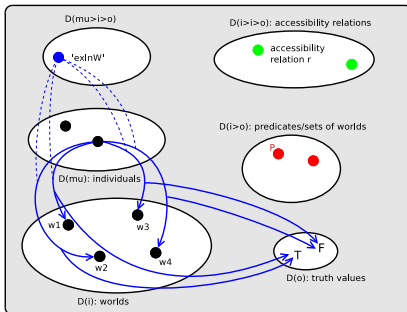 D(mu>i>o)
'exInW'
D(i>i>o): accessibility relations
accessibility
relation r
D(mu): individuals
D(i>o): predicates/sets of worlds
P
w1
w2
w3
w4
D(i): worlds
T
F
D(o): truth values